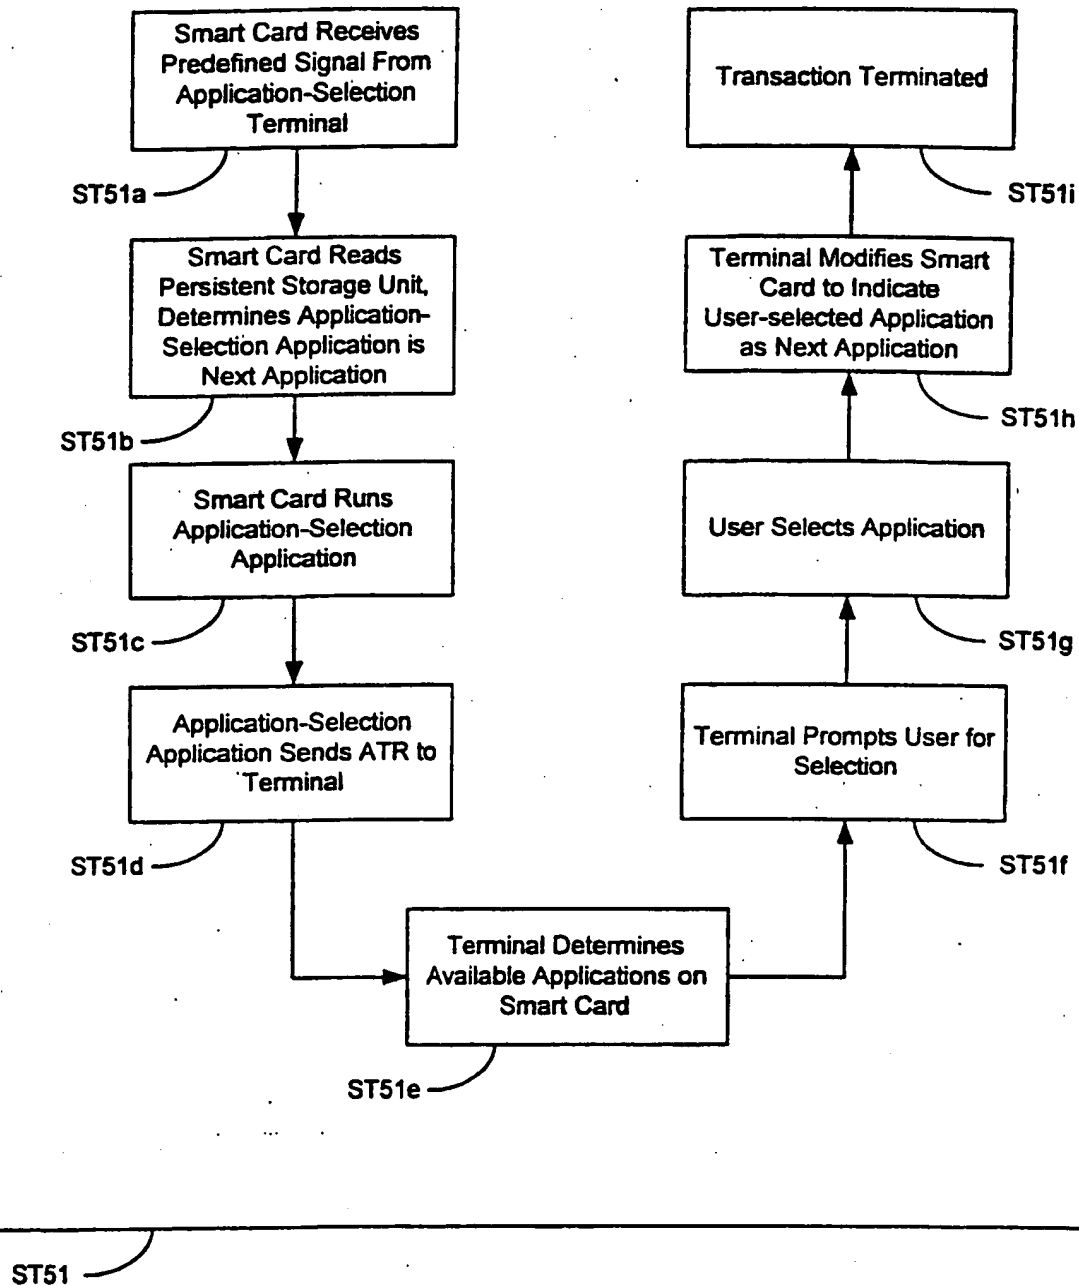 Smart Card Receives
Predefined Signal From
Application-Selection
Terminal
ST51a
Smart Card Reads
Persistent Storage Unit,
Determines Application-
Selection Application is
Next Application
ST51b
Smart Card Runs
Application-Selection
Application
ST51c
Application-Selection
Application Sends ATR to
Terminal
ST51d
Terminal Determines
Available Applications on
Smart Card
ST51e
Terminal Prompts User for
Selection
ST51f
User Selects Application
ST51g
Terminal Modifies Smart
Card to Indicate
User-selected Application
as Next Application
ST51h
Transaction Terminated
ST51i
ST51